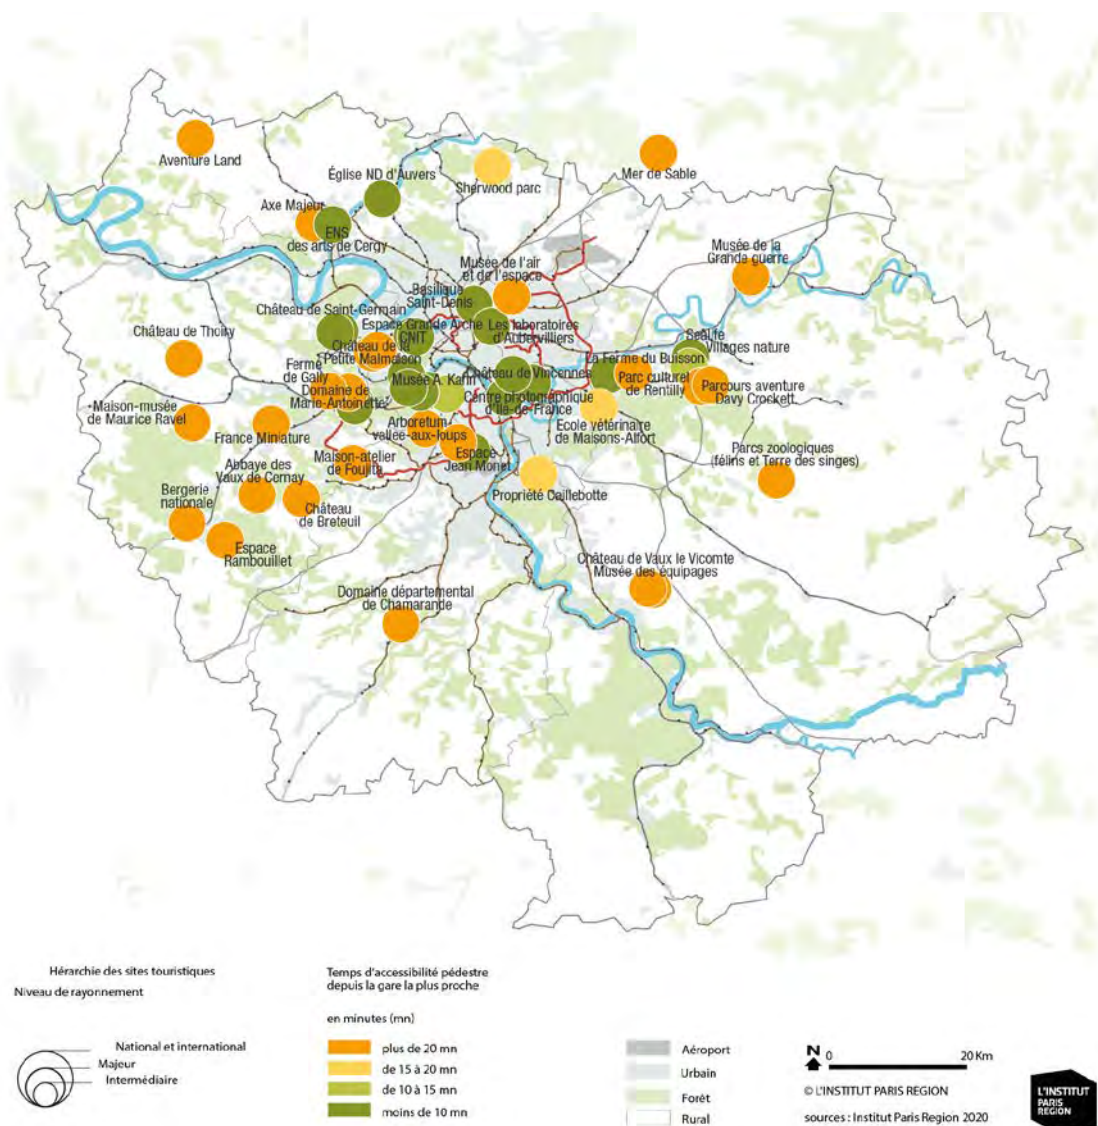 Aventure Land
Église ND d'Auvers
Sherwood parc
Mer de Sable
Axe Majeur
ENS
des arts de Cergy
Musée de l'air
et de l'espace
Musée de la
Grande guerre
Basilique
Saint-Denis
Château de Saint-Germain
Espace Grande Arche
CNIT
Les laboratoires
d'Aubervilliers
Sealife
Villages nature
Château de Thoiry
Château de la
Petite Malmaison
La Ferme du Buisson
Ferme
de Gally
Musée A. Kahn
Château de Vincennes
Parc culturel
de Rentilly
Parcours aventure
Davy Crockett
Domaine de
Marie-Antoinette
Centre photographique
d'Ile-de-France
Maison-musée
de Maurice Ravel
France Miniature
Arboretum
vallée-aux-loups
Ecole vétérinaire
de Maisons-Alfort
Parcs zoologiques
(félins et Terre des singes)
Maison-atelier
de Foujita
Espace
Jean Monet
Abbaye des
Vaux de Cernay
Propriété Caillebotte
Bergerie
nationale
Château
de Breteuil
Espace
Rambouillet
Château de Vaux le Vicomte
Musée des équipages
Domaine départemental
de Chamarande
Hérarchie des sites touristiques
Niveau de rayonnement
National et international
Majeur
Intermédiaire
Temps d'accessibilité pédestre
depuis la gare la plus proche
en minutes (mn)
plus de 20 mn
de 15 à 20 mn
de 10 à 15 mn
moins de 10 mn
Aéroport
Urbain
Forêt
Rural
N
0 20 Km
© L'INSTITUT PARIS REGION
sources : Institut Paris Region 2020
L'INSTITUT
PARIS
REGION